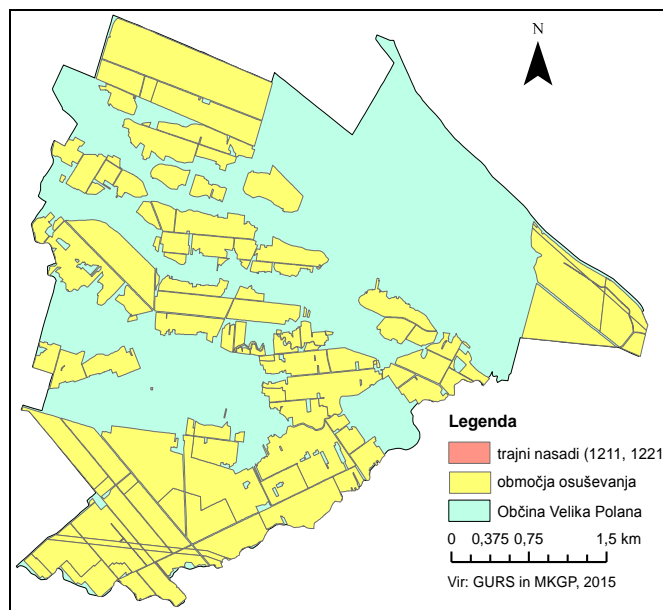 N
Legenda
trajni nasadi (1211, 1221
območja osuševanja
Občina Velika Polana
0 0,375 0,75 1,5 km
Vir: GURS in MKGP, 2015